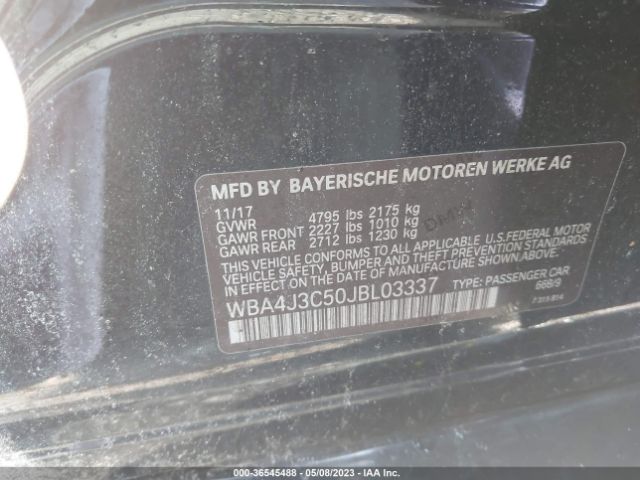 MFD BY BAYERISCHE MOTOREN WERKE AG
11/17
GVWR 4795 lbs 2175 kg
GAWR FRONT 2227 lbs 1010 kg
GAWR REAR 2712 lbs 1230 kg
THIS VEHICLE CONFORMS TO ALL APPLICABLE U.S.FEDERAL MOTOR
VEHICLE SAFETY, BUMPER AND THEFT PREVENTION STANDARDS
IN EFFECT ON THE DATE OF MANUFACTURE SHOWN ABOVE.
WBA4J3C50JBL03337 TYPE: PASSENGER CAR
668/9
000-36545488 - 05/08/2023 - IAA Inc.